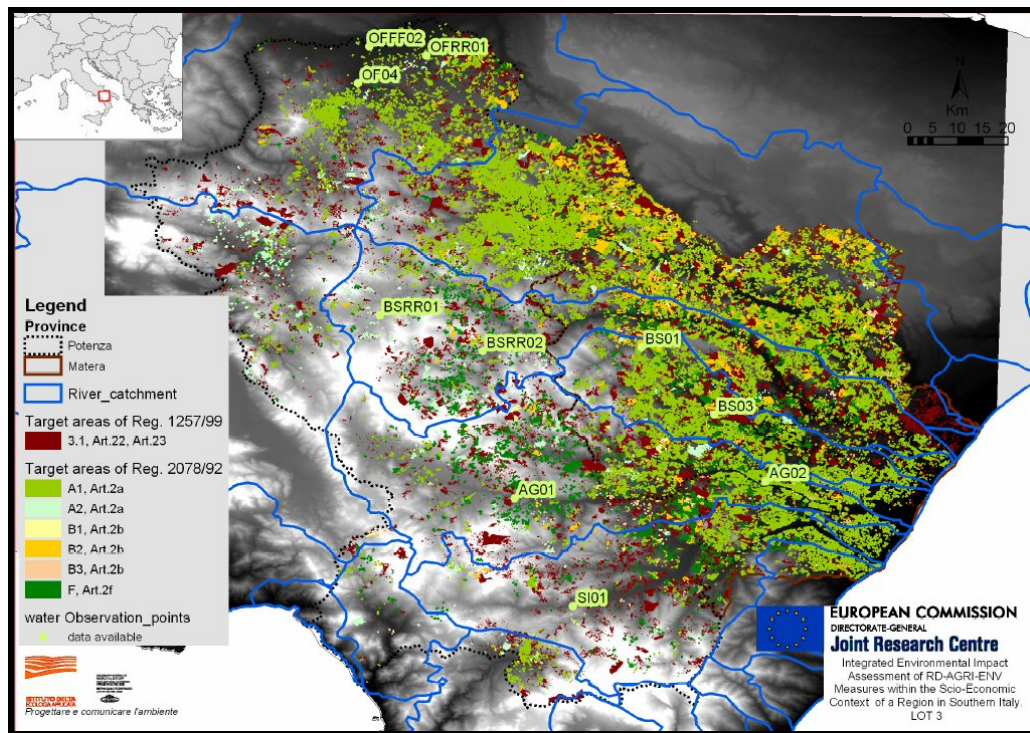 OFFF02
OFRR01
OF04
N
Km
0 5 10 15 20
BSRR01
BSRR02
BS01
BS03
AG02
AG01
SI01
Legend
Province
Potenza
Matera
River_catchment
Target areas of Reg. 1257/99
3.1, Art.22, Art.23
Target areas of Reg. 2078/92
A1, Art.2a
A2, Art.2a
B1, Art.2b
B2, Art.2b
B3, Art.2b
F, Art.2f
water Observation_points
data available
ISTITUTO DELTA
ECOLOGIA APPLICATA
Progettare e comunicare l'ambiente
EUROPEAN COMMISSION
DIRECTORATE-GENERAL
Joint Research Centre
Integrated Environmental Impact
Assessment of RD-AGRI-ENV
Measures within the Scio-Economic
Context of a Region in Southern Italy.
LOT 3